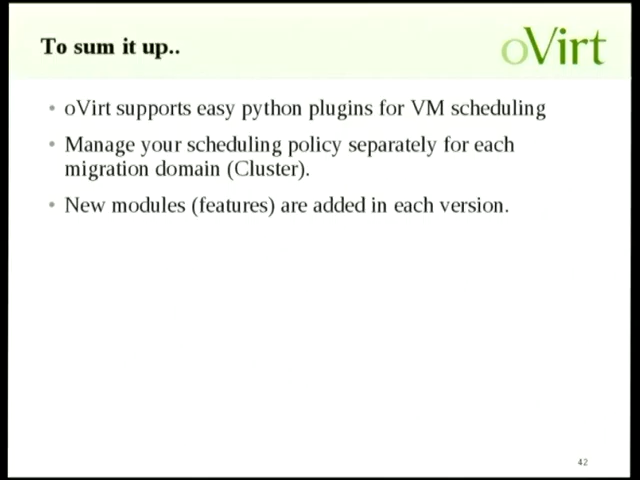 To sum it up..
oVirt
• oVirt supports easy python plugins for VM scheduling
• Manage your scheduling policy separately for each
migration domain (Cluster).
• New modules (features) are added in each version.
42